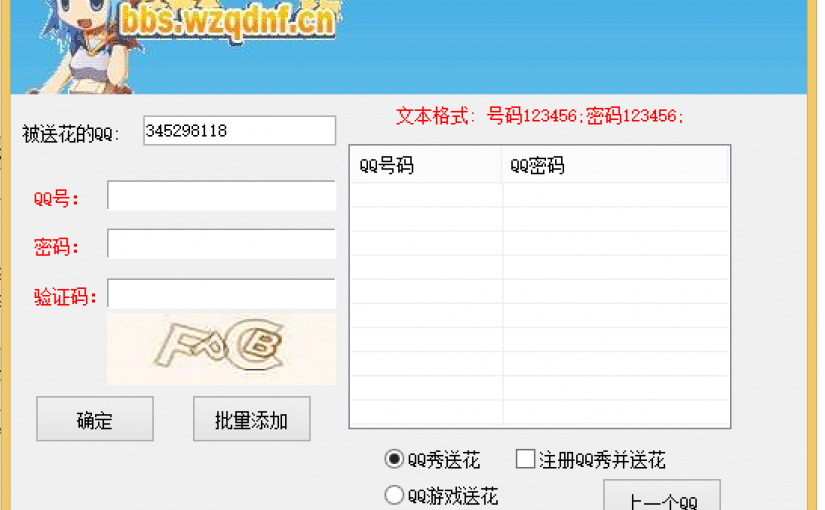 bbs.wzqdnf.cn
文本格式：号码123456;密码123456;
被送花的QQ:
345298118
QQ号码
QQ密码
QQ号:
密码:
验证码:
FACB
确定
批量添加
QQ秀送花
注册QQ秀并送花
QQ游戏送花
上一个QQ